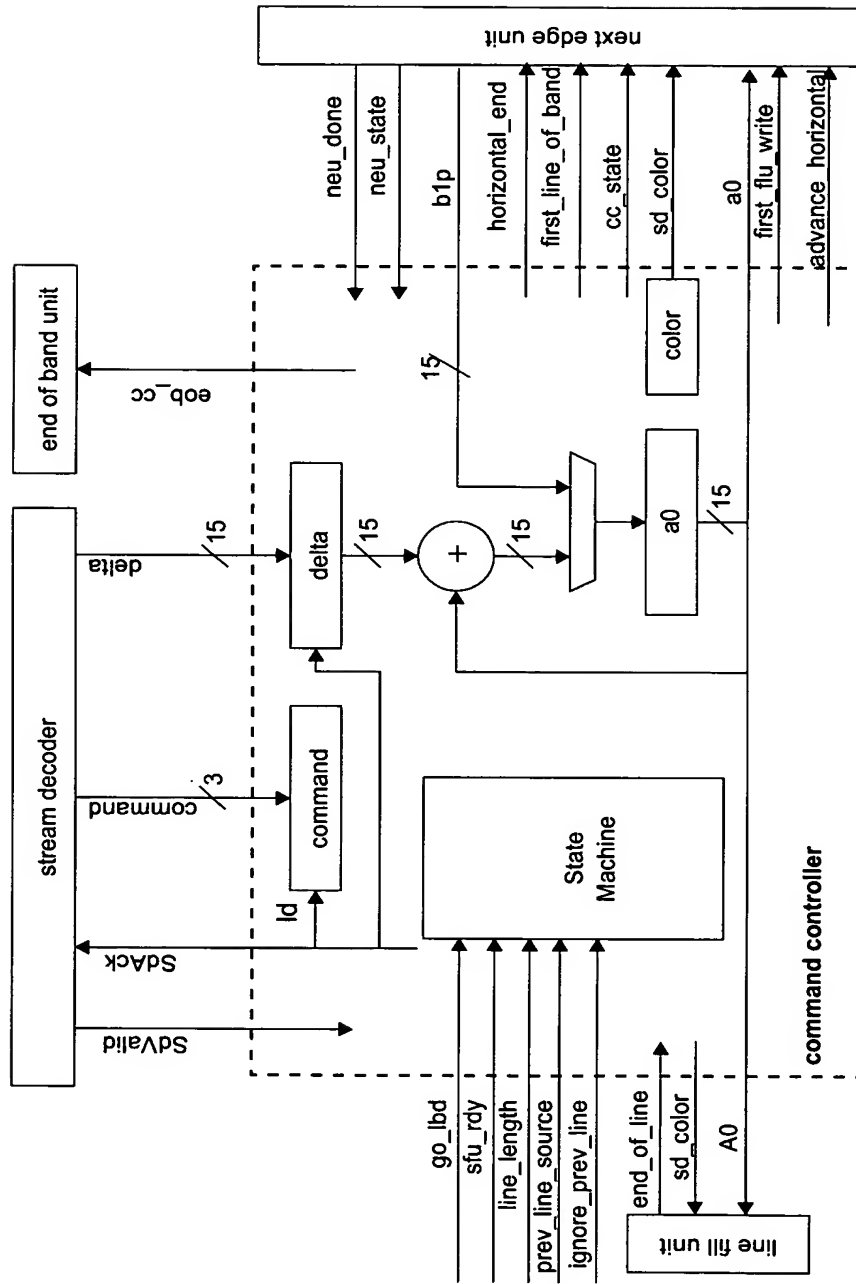 stream decoder
end of band unit
SdValid
SdAck
command
3
delta
15
eob_cc
ld
command
delta
15
+
15
15
a0
15
color
State
Machine
command controller
go_lbd
sfu_rdy
line_length
prev_line_source
ignore_prev_line
end_of_line
sd_color
A0
line fill unit
neu_done
neu_state
b1p
horizontal_end
first_line_of_band
cc_state
sd_color
a0
first_flu_write
advance_horizontal
next edge unit